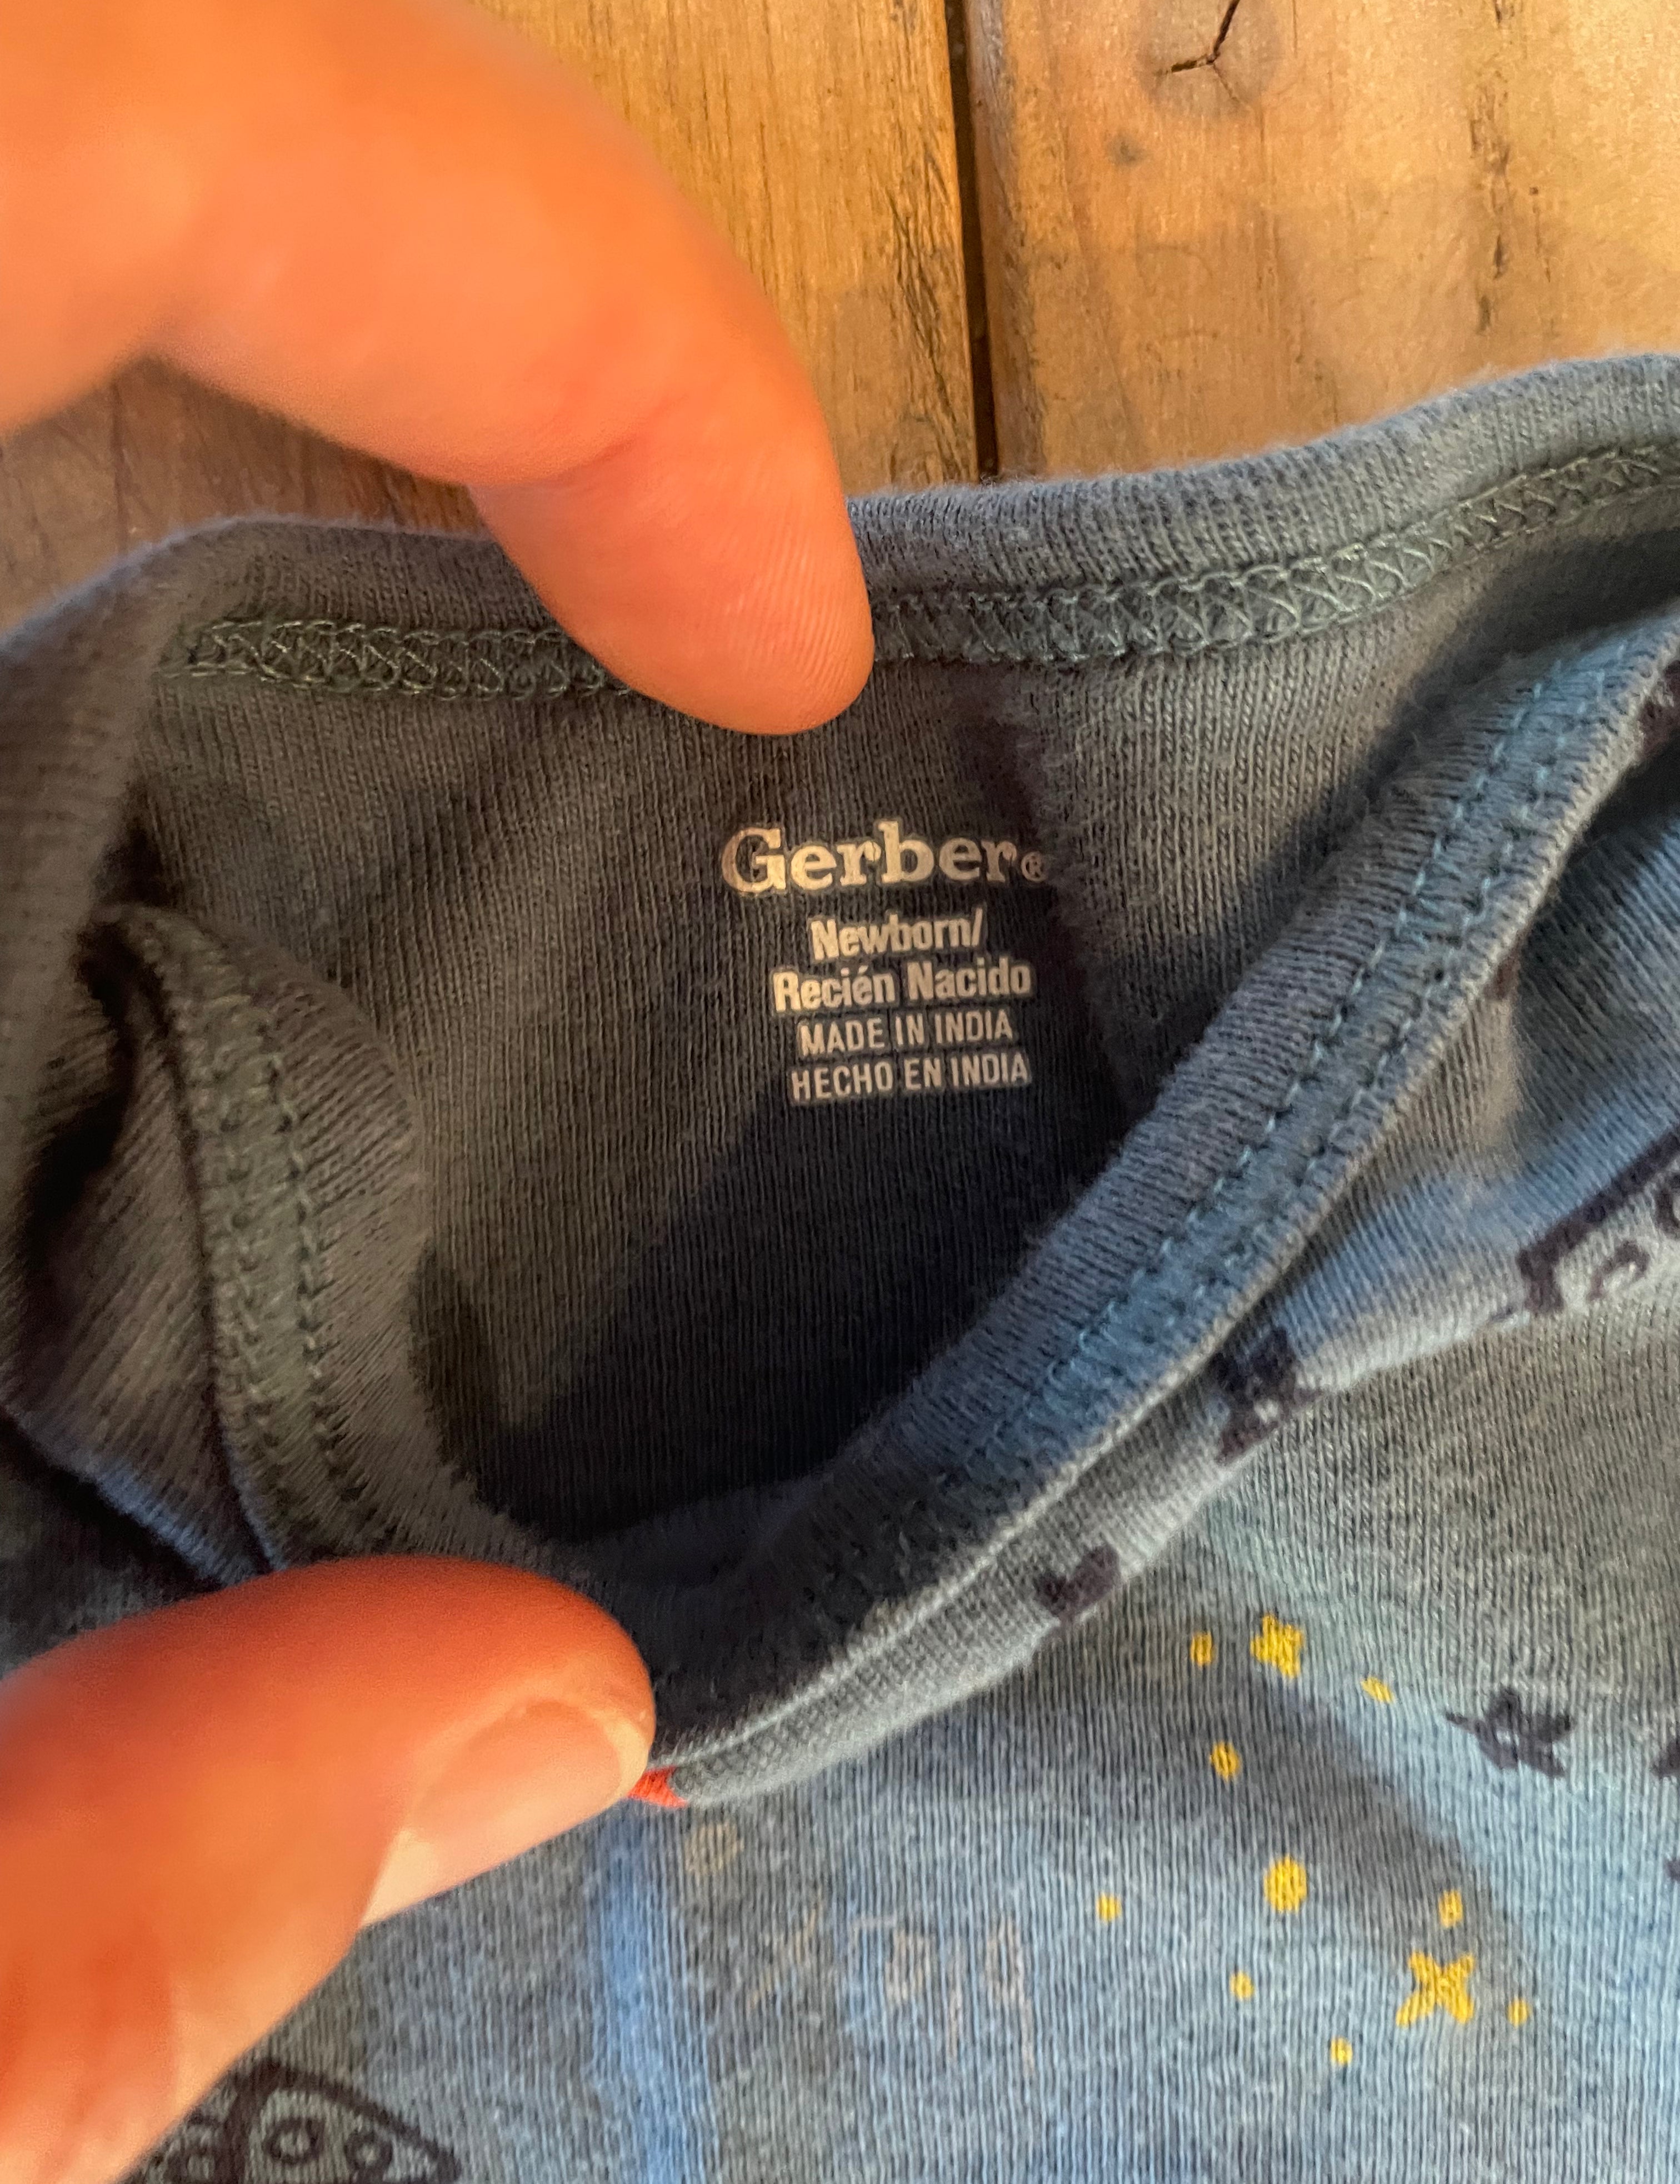 Gerber®
Newborn/
Recién Nacido
MADE IN INDIA
HECHO EN INDIA